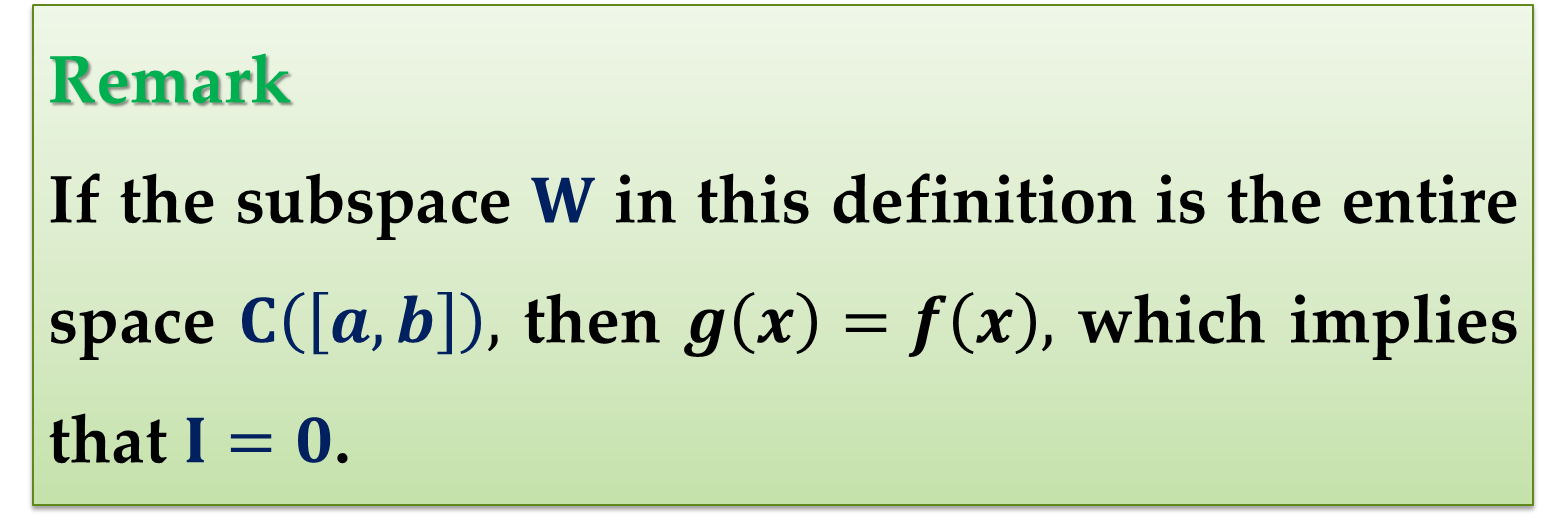 Remark
If the subspace W in this definition is the entire
space C([a, b]), then g(x) = f(x), which implies
that I = 0.